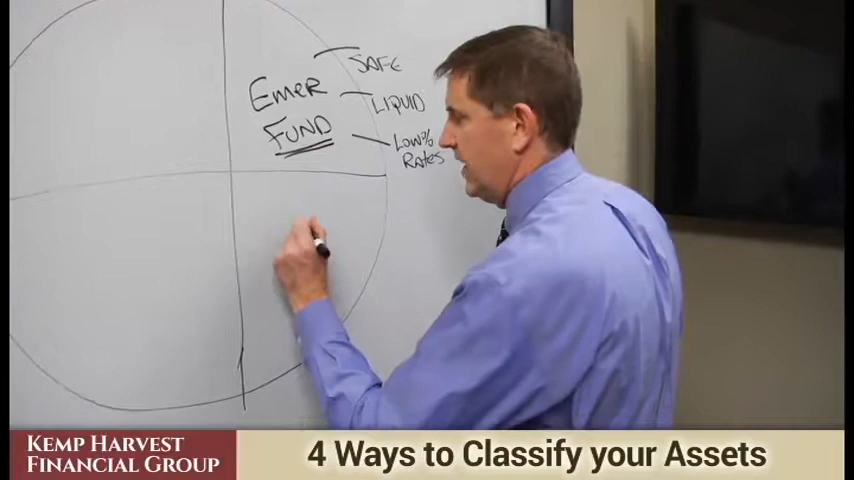 EMER
FUND
SAFE
LIQUID
LOW %
RATES
KEMP HARVEST
FINANCIAL GROUP
4 Ways to Classify your Assets